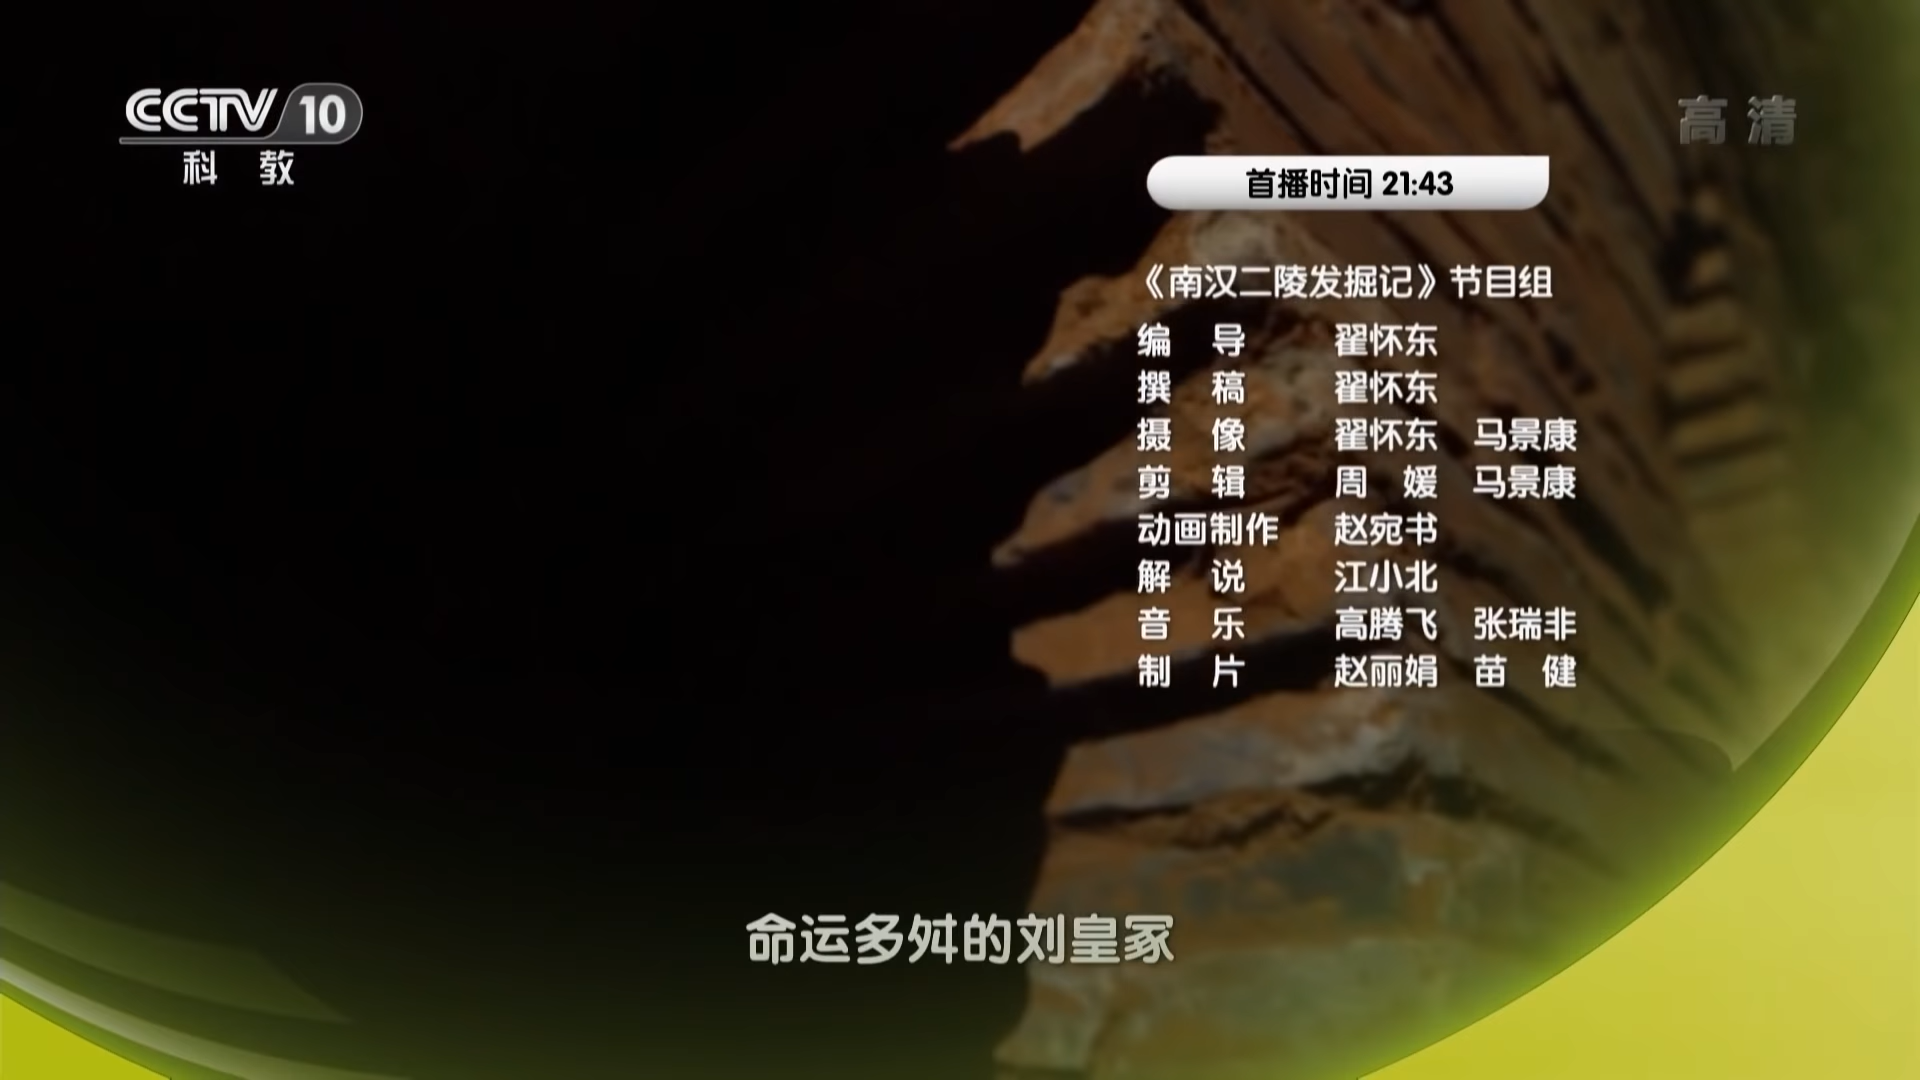 CCTV 10
科 教
高 清
首播时间 21:43
《南汉二陵发掘记》节目组
编 导 翟怀东
撰 稿 翟怀东
摄 像 翟怀东 马景康
剪 辑 周 媛 马景康
动画制作 赵宛书
解 说 江小北
音 乐 高腾飞 张瑞非
制 片 赵丽娟 苗 健
命运多舛的刘皇冢